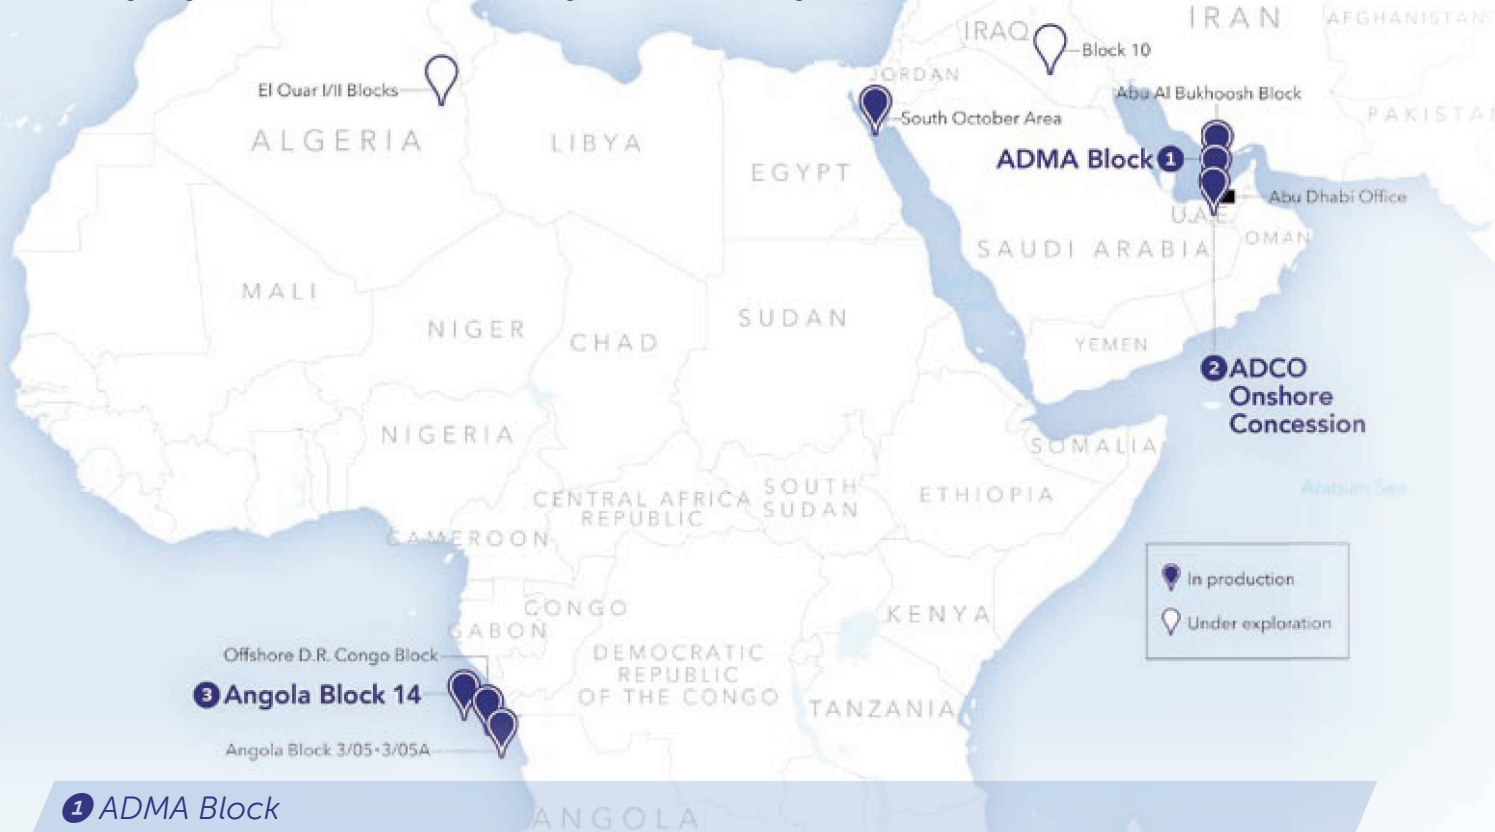 IRAN
AFGHANISTAN
IRAQ
Block 10
JORDAN
El Ouar I/II Blocks
Abu Al Bukhoosh Block
South October Area
PAKISTA
ALGERIA
LIBYA
EGYPT
ADMA Block 1
Abu Dhabi Office
U.A.E.
OMAN
SAUDI ARABIA
MALI
NIGER
CHAD
SUDAN
YEMEN
2 ADCO
Onshore
Concession
NIGERIA
SOMALIA
CENTRAL AFRICA
REPUBLIC
SOUTH
SUDAN
ETHIOPIA
Arabian Sea
CAMEROON
In production
Under exploration
CONGO
GABON
KENYA
Offshore D.R. Congo Block
DEMOCRATIC
REPUBLIC
OF THE CONGO
3 Angola Block 14
TANZANIA
Angola Block 3/05・3/05A
1 ADMA Block
ANGOLA